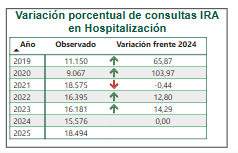 Variación porcentual de consultas IRA
en Hospitalización
Año Observado Variación frente 2024
2019 11.150 65,87
2020 9.067 103,97
2021 18.575 -0,44
2022 16.395 12,80
2023 16.181 14,29
2024 15.576 0,00
2025 18.494